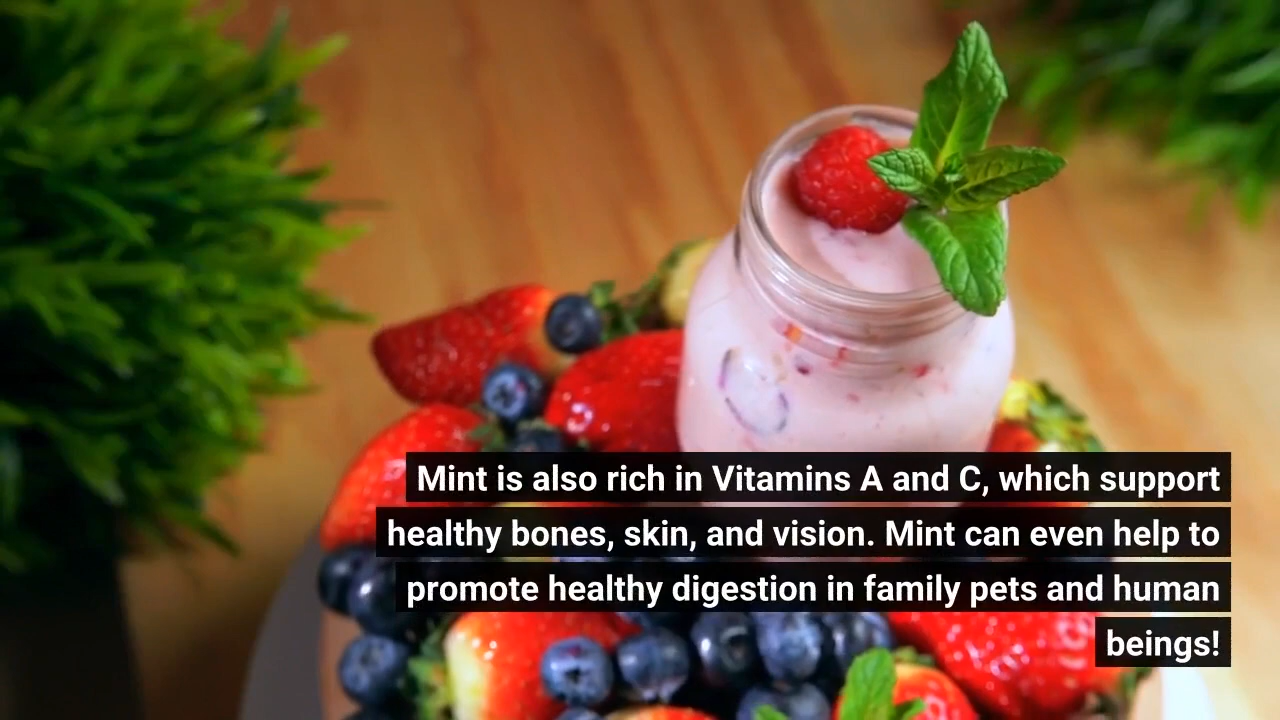 Mint is also rich in Vitamins A and C, which support
healthy bones, skin, and vision. Mint can even help to
promote healthy digestion in family pets and human
beings!